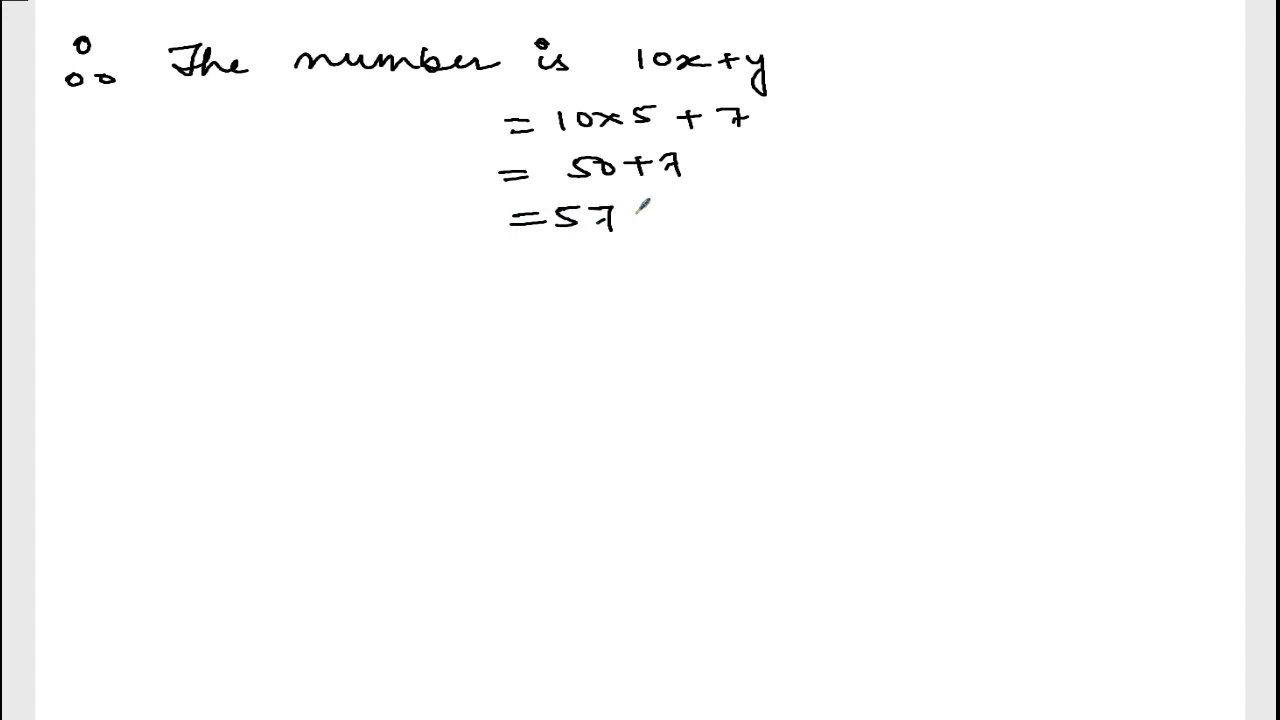 ∴ The number is 10x+y
= 10×5 + 7
= 50+7
=57